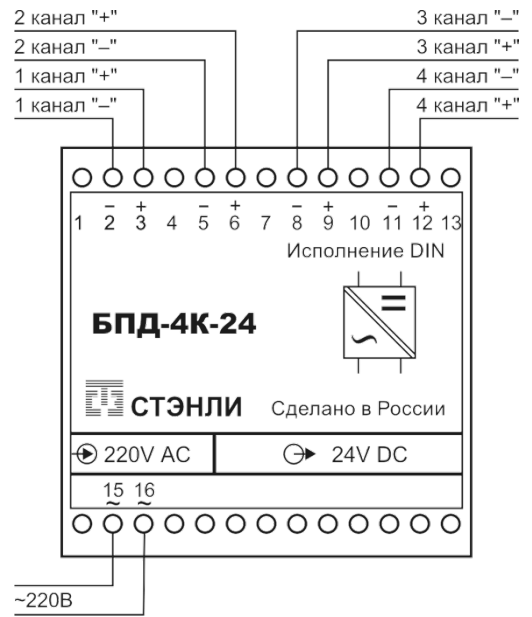 2 канал "+"
2 канал "–"
1 канал "+"
1 канал "–"
3 канал "–"
3 канал "+"
4 канал "–"
4 канал "+"
– + – + – + – +
1 2 3 4 5 6 7 8 9 10 11 12 13
Исполнение DIN
БПД-4К-24
СТЭНЛИ
Сделано в России
220V AC
24V DC
15 16
~ ~
~220В